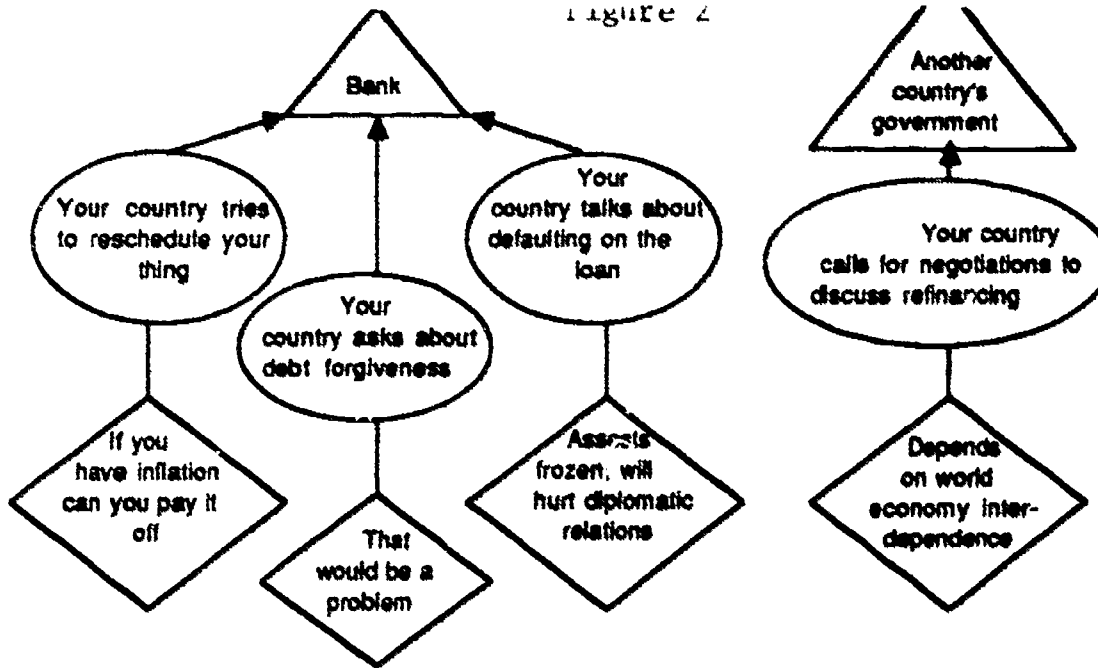 Figure 2
Bank
Another
country's
government
Your country tries
to reschedule your
thing
Your
country asks about
debt forgiveness
Your
country talks about
defaulting on the
loan
Your country
calls for negotiations to
discuss refinancing
If you
have inflation
can you pay it
off
That
would be a
problem
Assests
frozen, will
hurt diplomatic
relations
Depends
on world
economy inter-
dependence